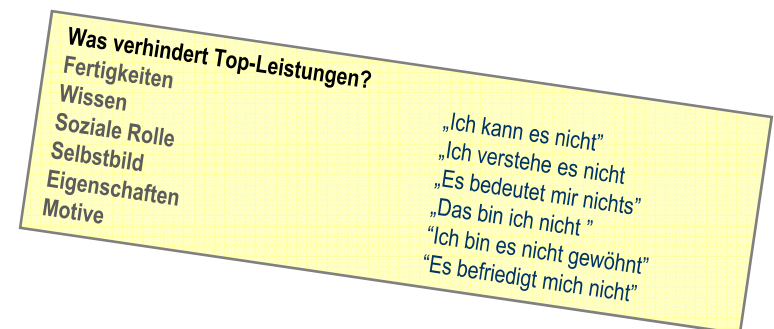 Was verhindert Top-Leistungen?
Fertigkeiten „Ich kann es nicht”
Wissen „Ich verstehe es nicht
Soziale Rolle „Es bedeutet mir nichts”
Selbstbild „Das bin ich nicht ”
Eigenschaften “Ich bin es nicht gewöhnt”
Motive “Es befriedigt mich nicht”